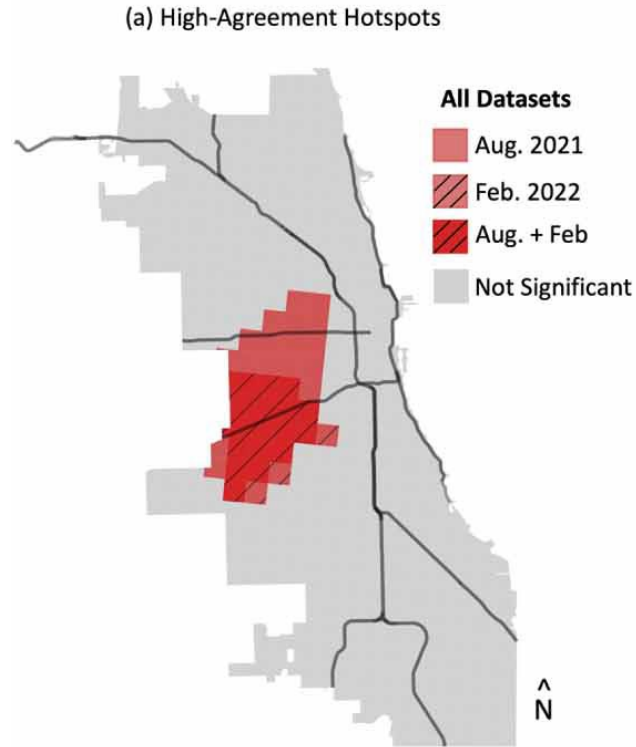 (a) High-Agreement Hotspots
All Datasets
Aug. 2021
Feb. 2022
Aug. + Feb
Not Significant
N